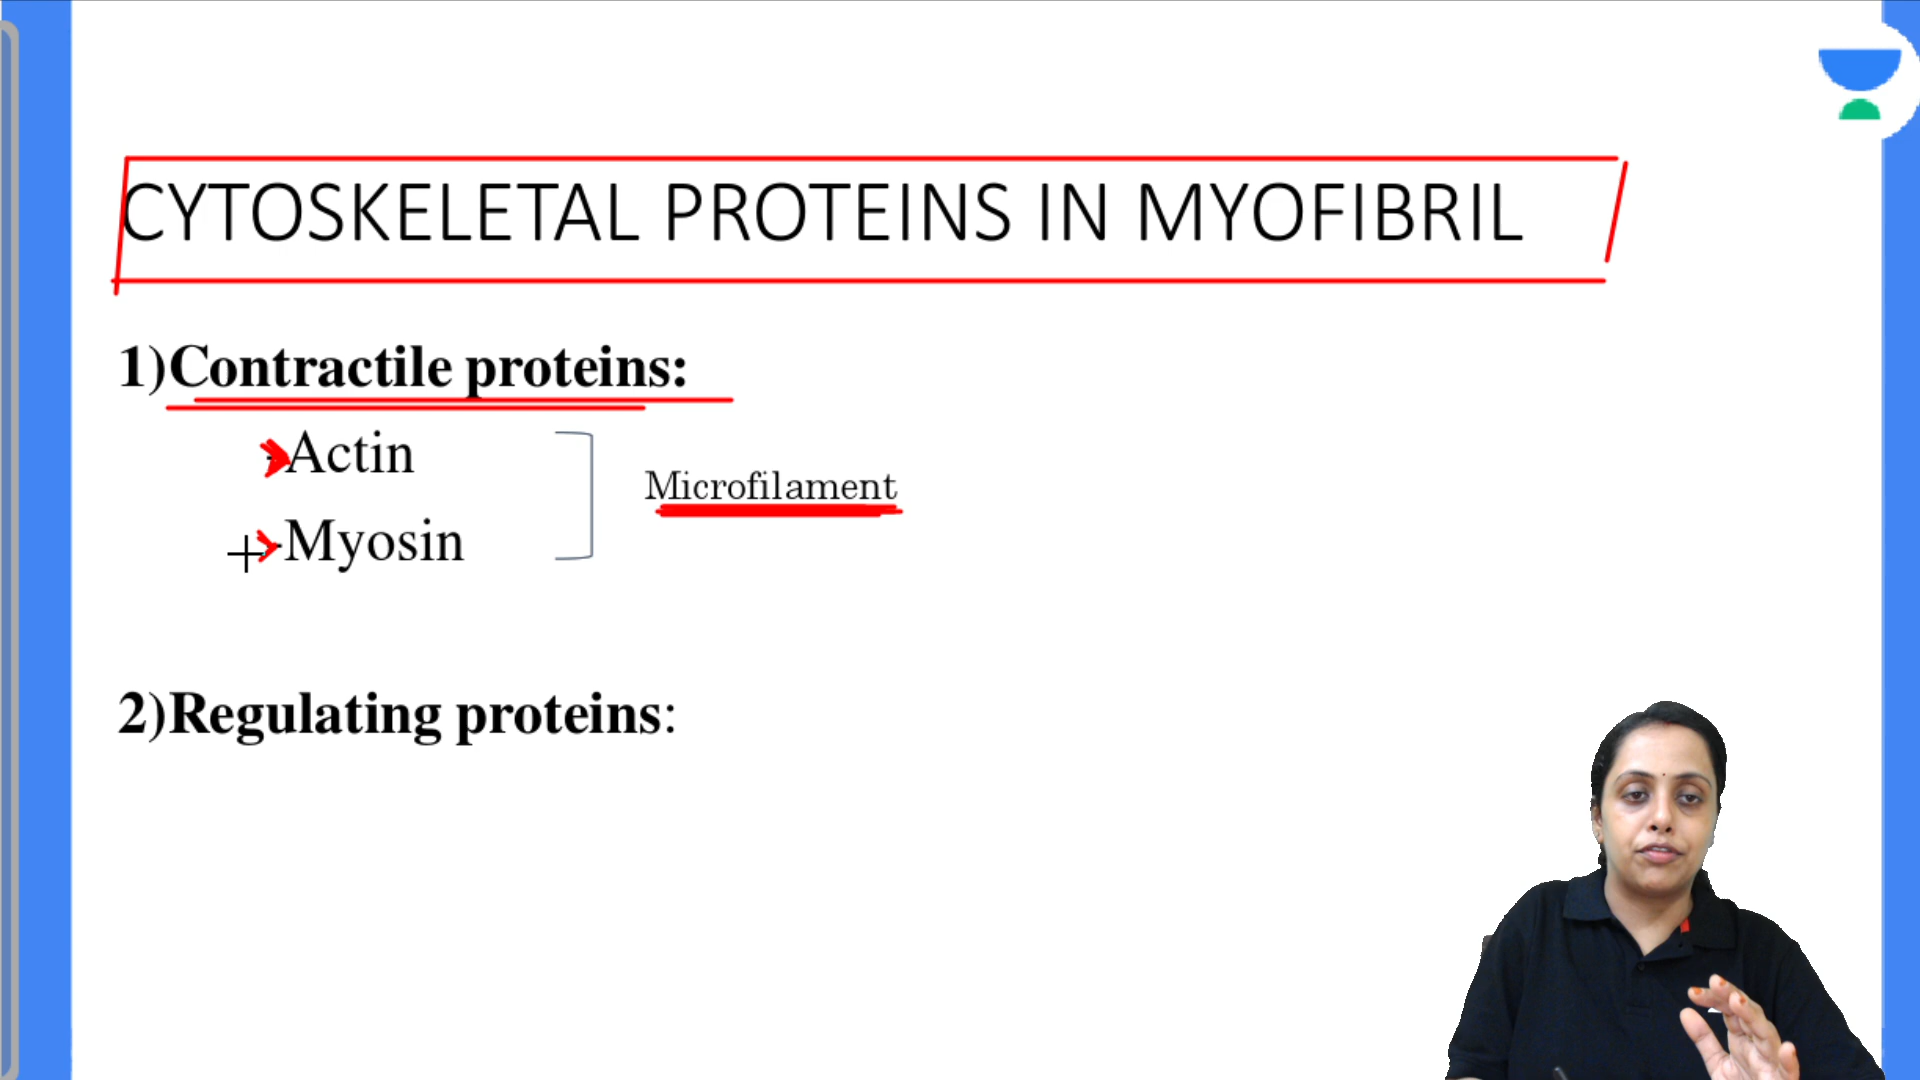 CYTOSKELETAL PROTEINS IN MYOFIBRIL
1)Contractile proteins:
-Actin
Microfilament
-Myosin
2)Regulating proteins: